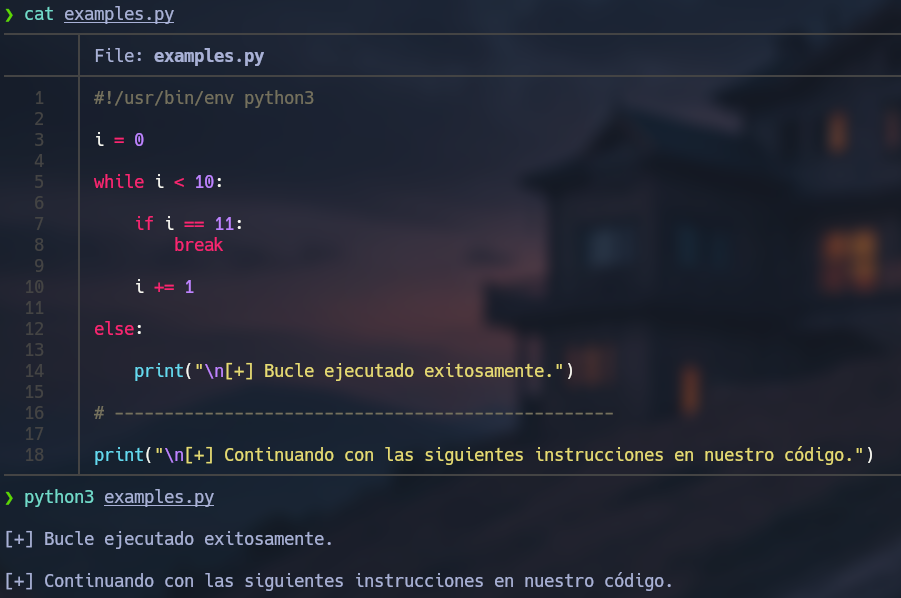 ❯ cat examples.py
File: examples.py
1 #!/usr/bin/env python3
2
3 i = 0
4
5 while i < 10:
6
7     if i == 11:
8         break
9
10     i += 1
11
12 else:
13
14     print("\n[+] Bucle ejecutado exitosamente.")
15
16 # --------------------------------------------------
17
18 print("\n[+] Continuando con las siguientes instrucciones en nuestro código.")
❯ python3 examples.py
[+] Bucle ejecutado exitosamente.
[+] Continuando con las siguientes instrucciones en nuestro código.